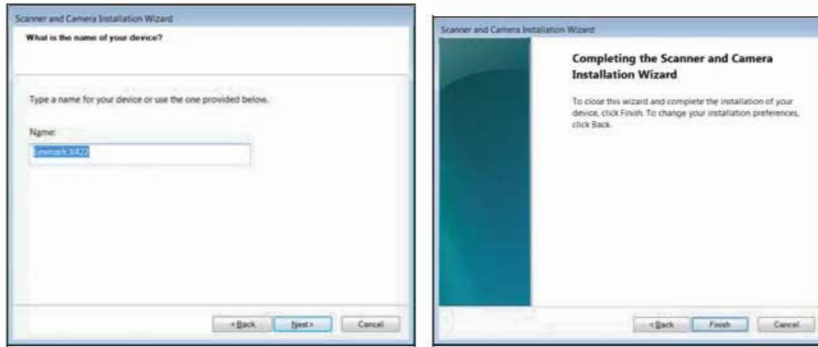 Scanner and Camera Installation Wizard
What is the name of your device?
Type a name for your device or use the one provided below.
Name:
Lexmark X422
< Back
Next >
Cancel
Scanner and Camera Installation Wizard
Completing the Scanner and Camera
Installation Wizard
To close this wizard and complete the installation of your
device, click Finish. To change your installation preferences,
click Back.
< Back
Finish
Cancel